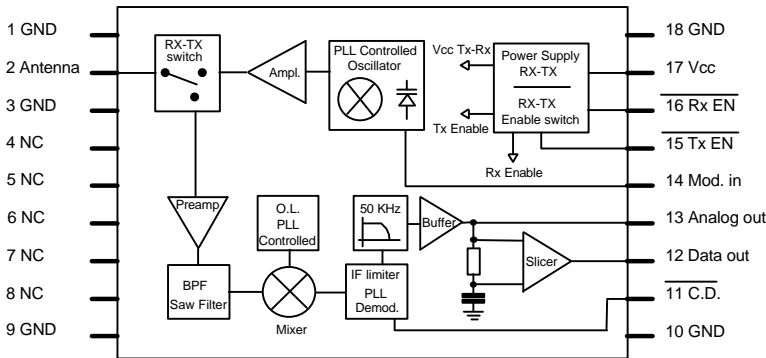 1 GND
2 Antenna
3 GND
4 NC
5 NC
6 NC
7 NC
8 NC
9 GND
RX-TX
switch
Ampl.
PLL Controlled
Oscillator
Vcc Tx-Rx
Tx Enable
Power Supply
RX-TX
RX-TX
Enable switch
Rx Enable
Preamp.
O.L.
PLL
Controlled
50 KHz
Buffer
Slicer
BPF
Saw Filter
Mixer
IF limiter
PLL
Demod.
18 GND
17 Vcc
16 Rx EN
15 Tx EN
14 Mod. in
13 Analog out
12 Data out
11 C.D.
10 GND